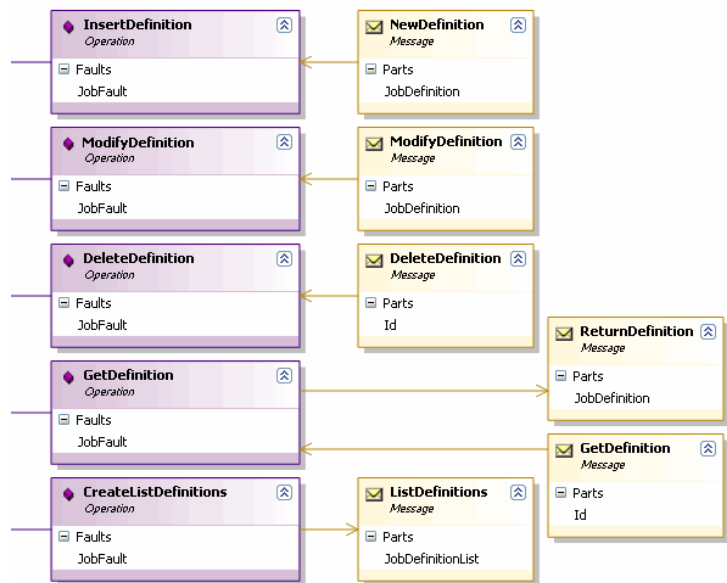 InsertDefinition
Operation
Faults
JobFault
NewDefinition
Message
Parts
JobDefinition
ModifyDefinition
Operation
Faults
JobFault
ModifyDefinition
Message
Parts
JobDefinition
DeleteDefinition
Operation
Faults
JobFault
DeleteDefinition
Message
Parts
Id
ReturnDefinition
Message
Parts
JobDefinition
GetDefinition
Operation
Faults
JobFault
GetDefinition
Message
Parts
Id
CreateListDefinitions
Operation
Faults
JobFault
ListDefinitions
Message
Parts
JobDefinitionList